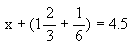 x + (1 2/3 + 1/6) = 4.5